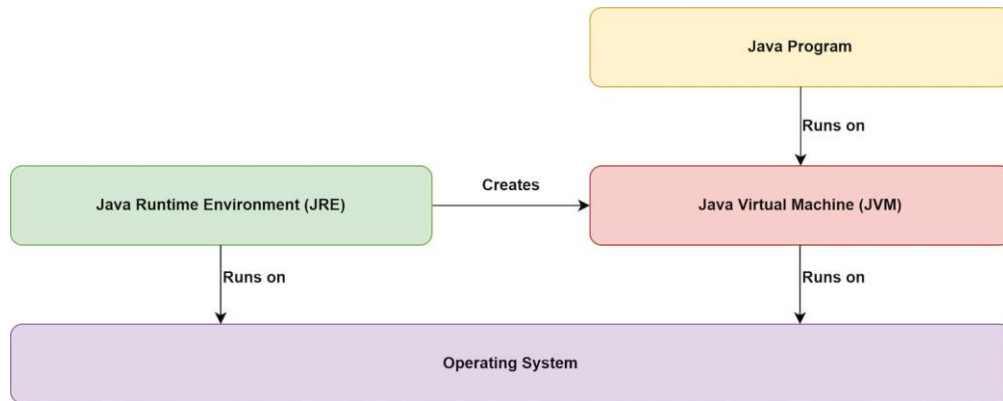 Java Program
Runs on
Java Runtime Environment (JRE)
Creates
Java Virtual Machine (JVM)
Runs on
Runs on
Operating System